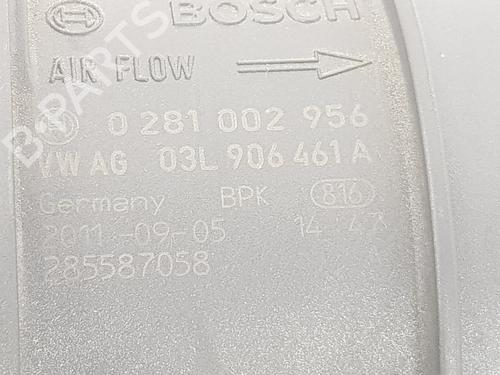 BOSCH
AIR FLOW
0 281 002 956
VW AG 03L 906 461 A
Germany BPK 816
2011-09-05 14:47
285587058
B-PARTS